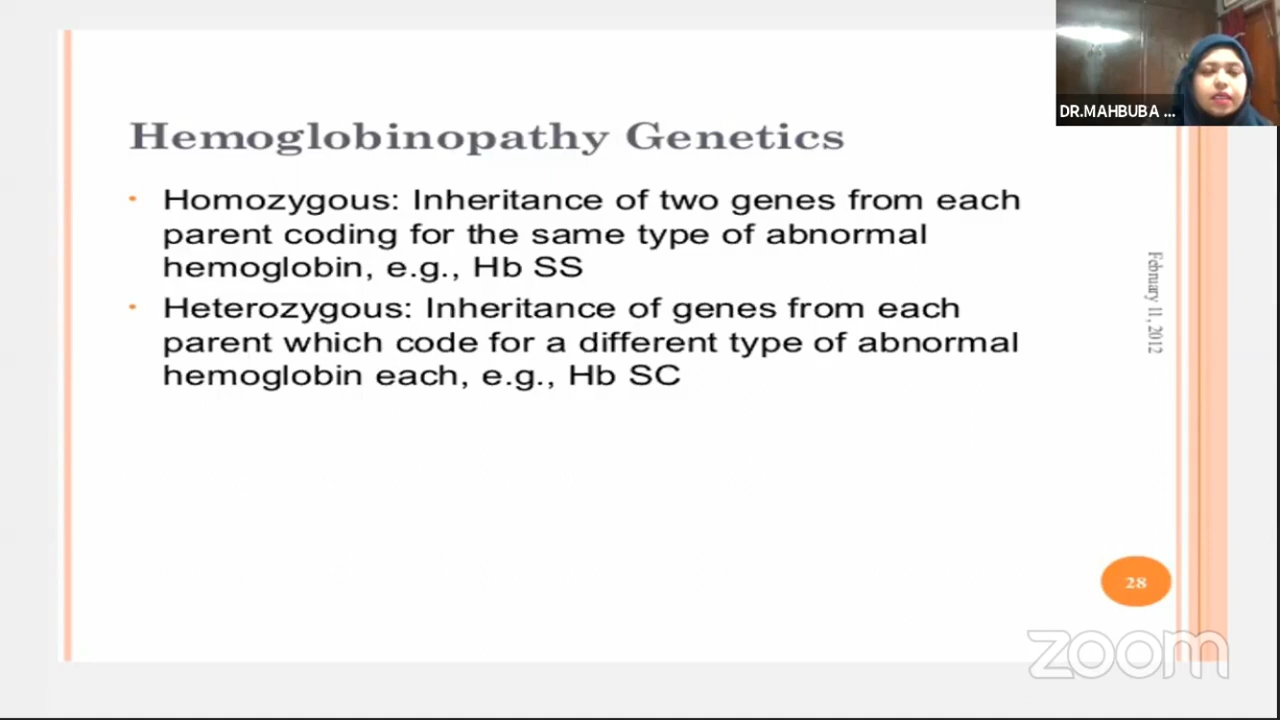 DR.MAHBUBA ...
Hemoglobinopathy Genetics
• Homozygous: Inheritance of two genes from each
parent coding for the same type of abnormal
hemoglobin, e.g., Hb SS
• Heterozygous: Inheritance of genes from each
parent which code for a different type of abnormal
hemoglobin each, e.g., Hb SC
February 11, 2012
28
zoom